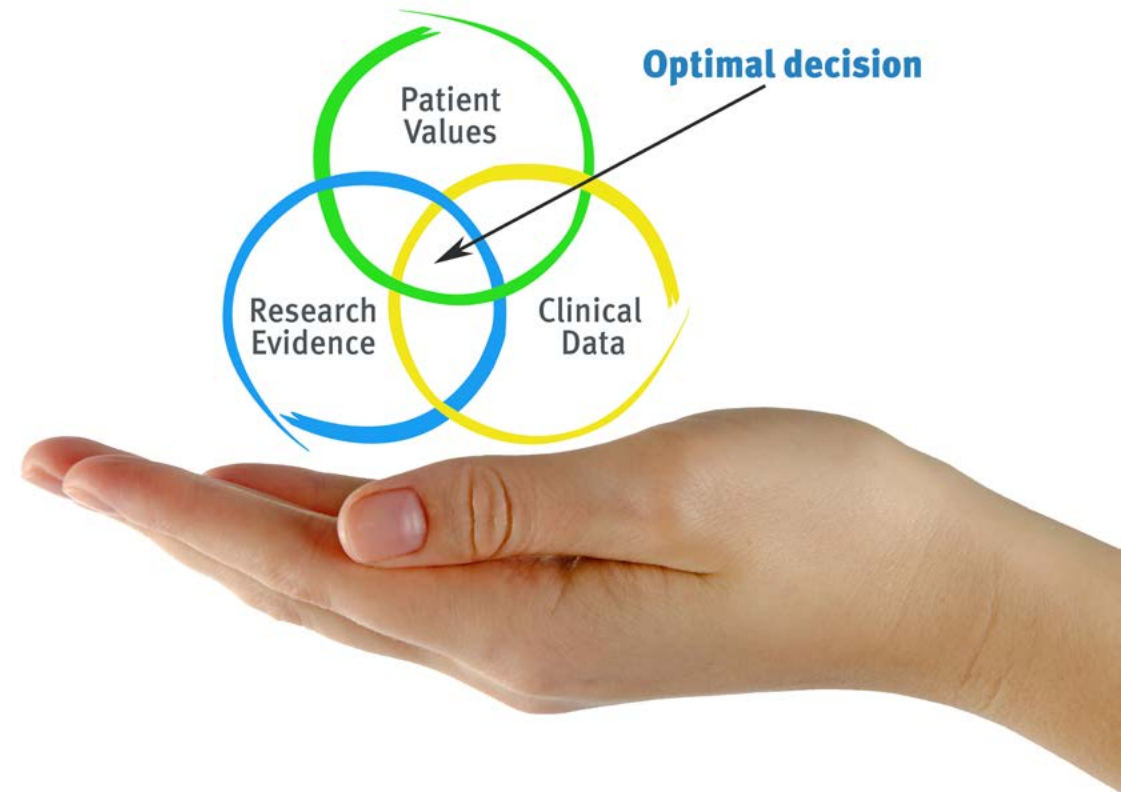 Optimal decision
Patient
Values
Research
Evidence
Clinical
Data